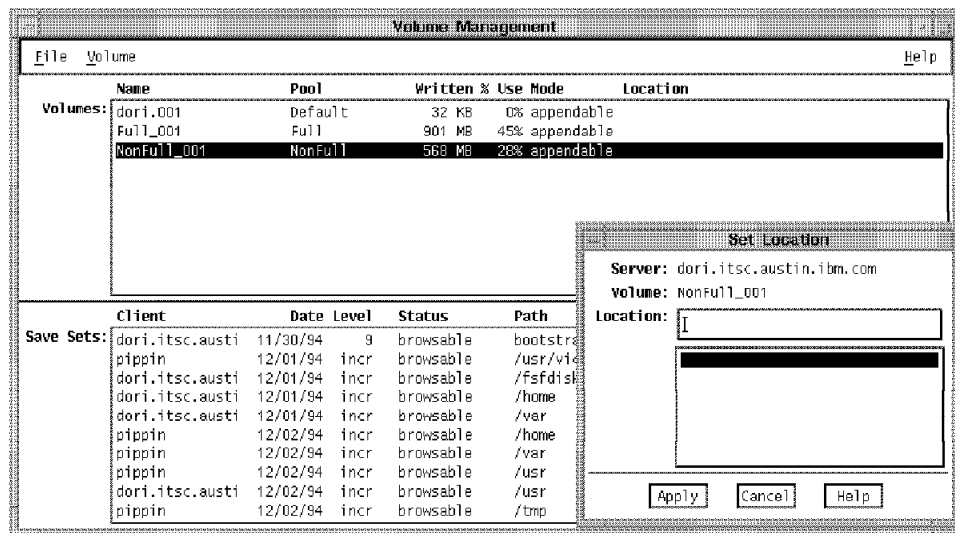 Volume Management
File Volume Help
Name Pool Written % Use Mode Location
Volumes: dori.001 Default 32 KB 0% appendable
Full_001 Full 901 MB 45% appendable
NonFull_001 NonFull 568 MB 28% appendable
Client Date Level Status Path
Save Sets: dori.itsc.austi 11/30/94 9 browsable bootstra
pippin 12/01/94 incr browsable /usr/vic
dori.itsc.austi 12/01/94 incr browsable /fsfdisk
dori.itsc.austi 12/01/94 incr browsable /home
dori.itsc.austi 12/01/94 incr browsable /var
pippin 12/02/94 incr browsable /home
pippin 12/02/94 incr browsable /var
pippin 12/02/94 incr browsable /usr
dori.itsc.austi 12/02/94 incr browsable /usr
pippin 12/02/94 incr browsable /tmp
Set Location
Server: dori.itsc.austin.ibm.com
Volume: NonFull_001
Location:
Apply Cancel Help